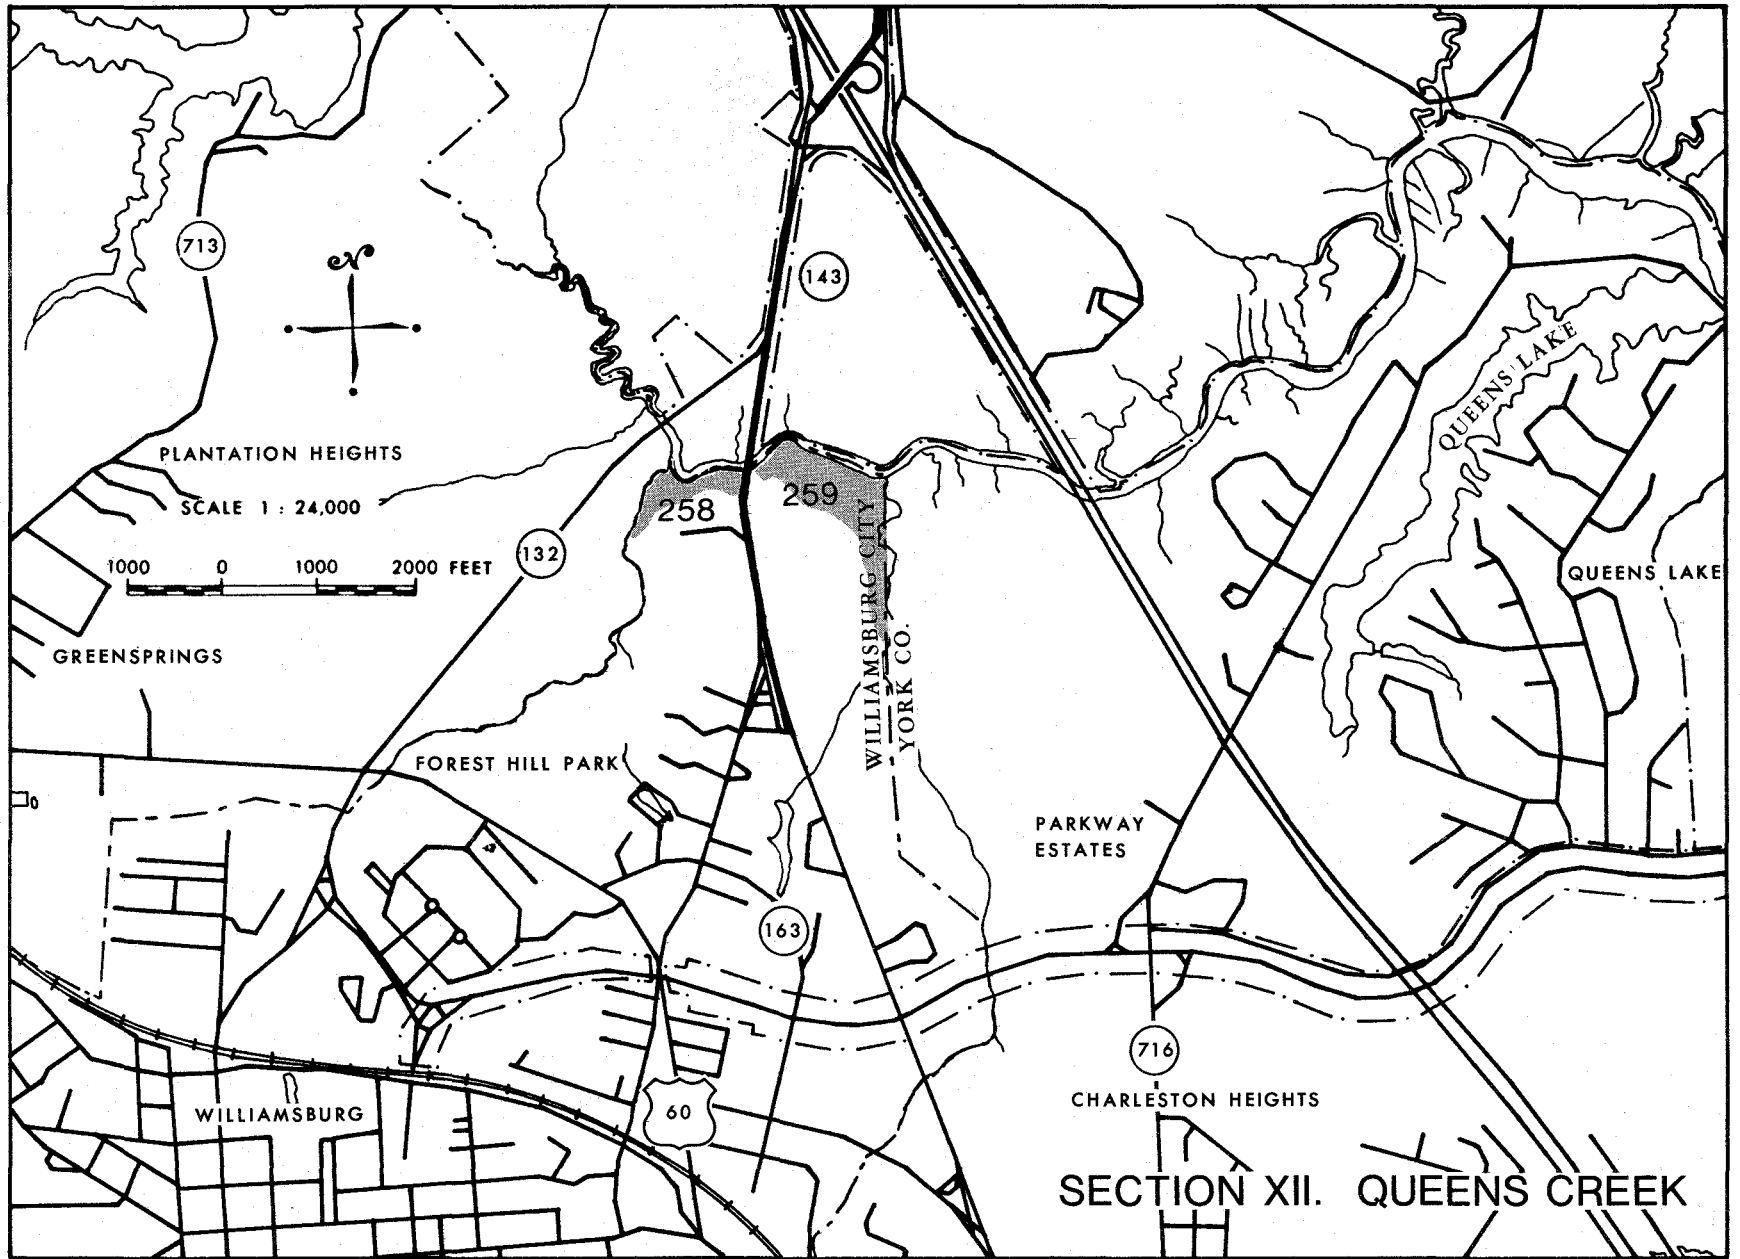 713
N
143
QUEENS LAKE
PLANTATION HEIGHTS
SCALE 1 : 24,000
258
259
132
1000 0 1000 2000 FEET
WILLIAMSBURG CITY
YORK CO.
QUEENS LAKE
GREENSPRINGS
FOREST HILL PARK
PARKWAY
ESTATES
163
716
WILLIAMSBURG
60
CHARLESTON HEIGHTS
SECTION XII. QUEENS CREEK